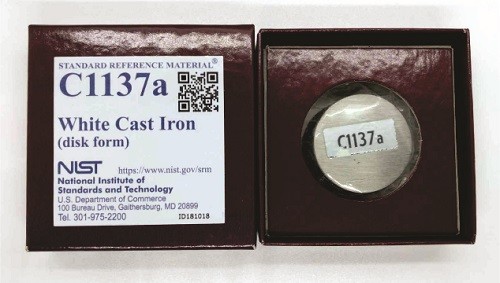 STANDARD REFERENCE MATERIAL®
C1137a
White Cast Iron
(disk form)
NIST https://www.nist.gov/srm
National Institute of
Standards and Technology
U.S. Department of Commerce
100 Bureau Drive, Gaithersburg, MD 20899
Tel. 301-975-2200 ID181018
C1137a